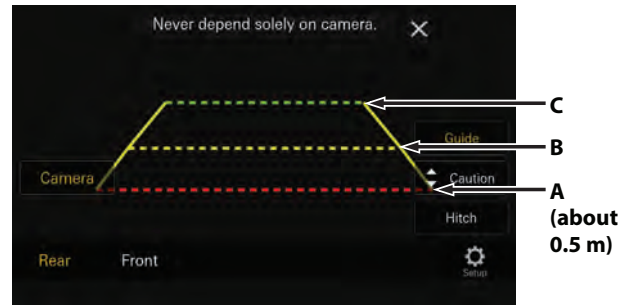 Never depend solely on camera.
C
Guide
B
Camera
Caution
A
(about
0.5 m)
Hitch
Rear
Front
Setup